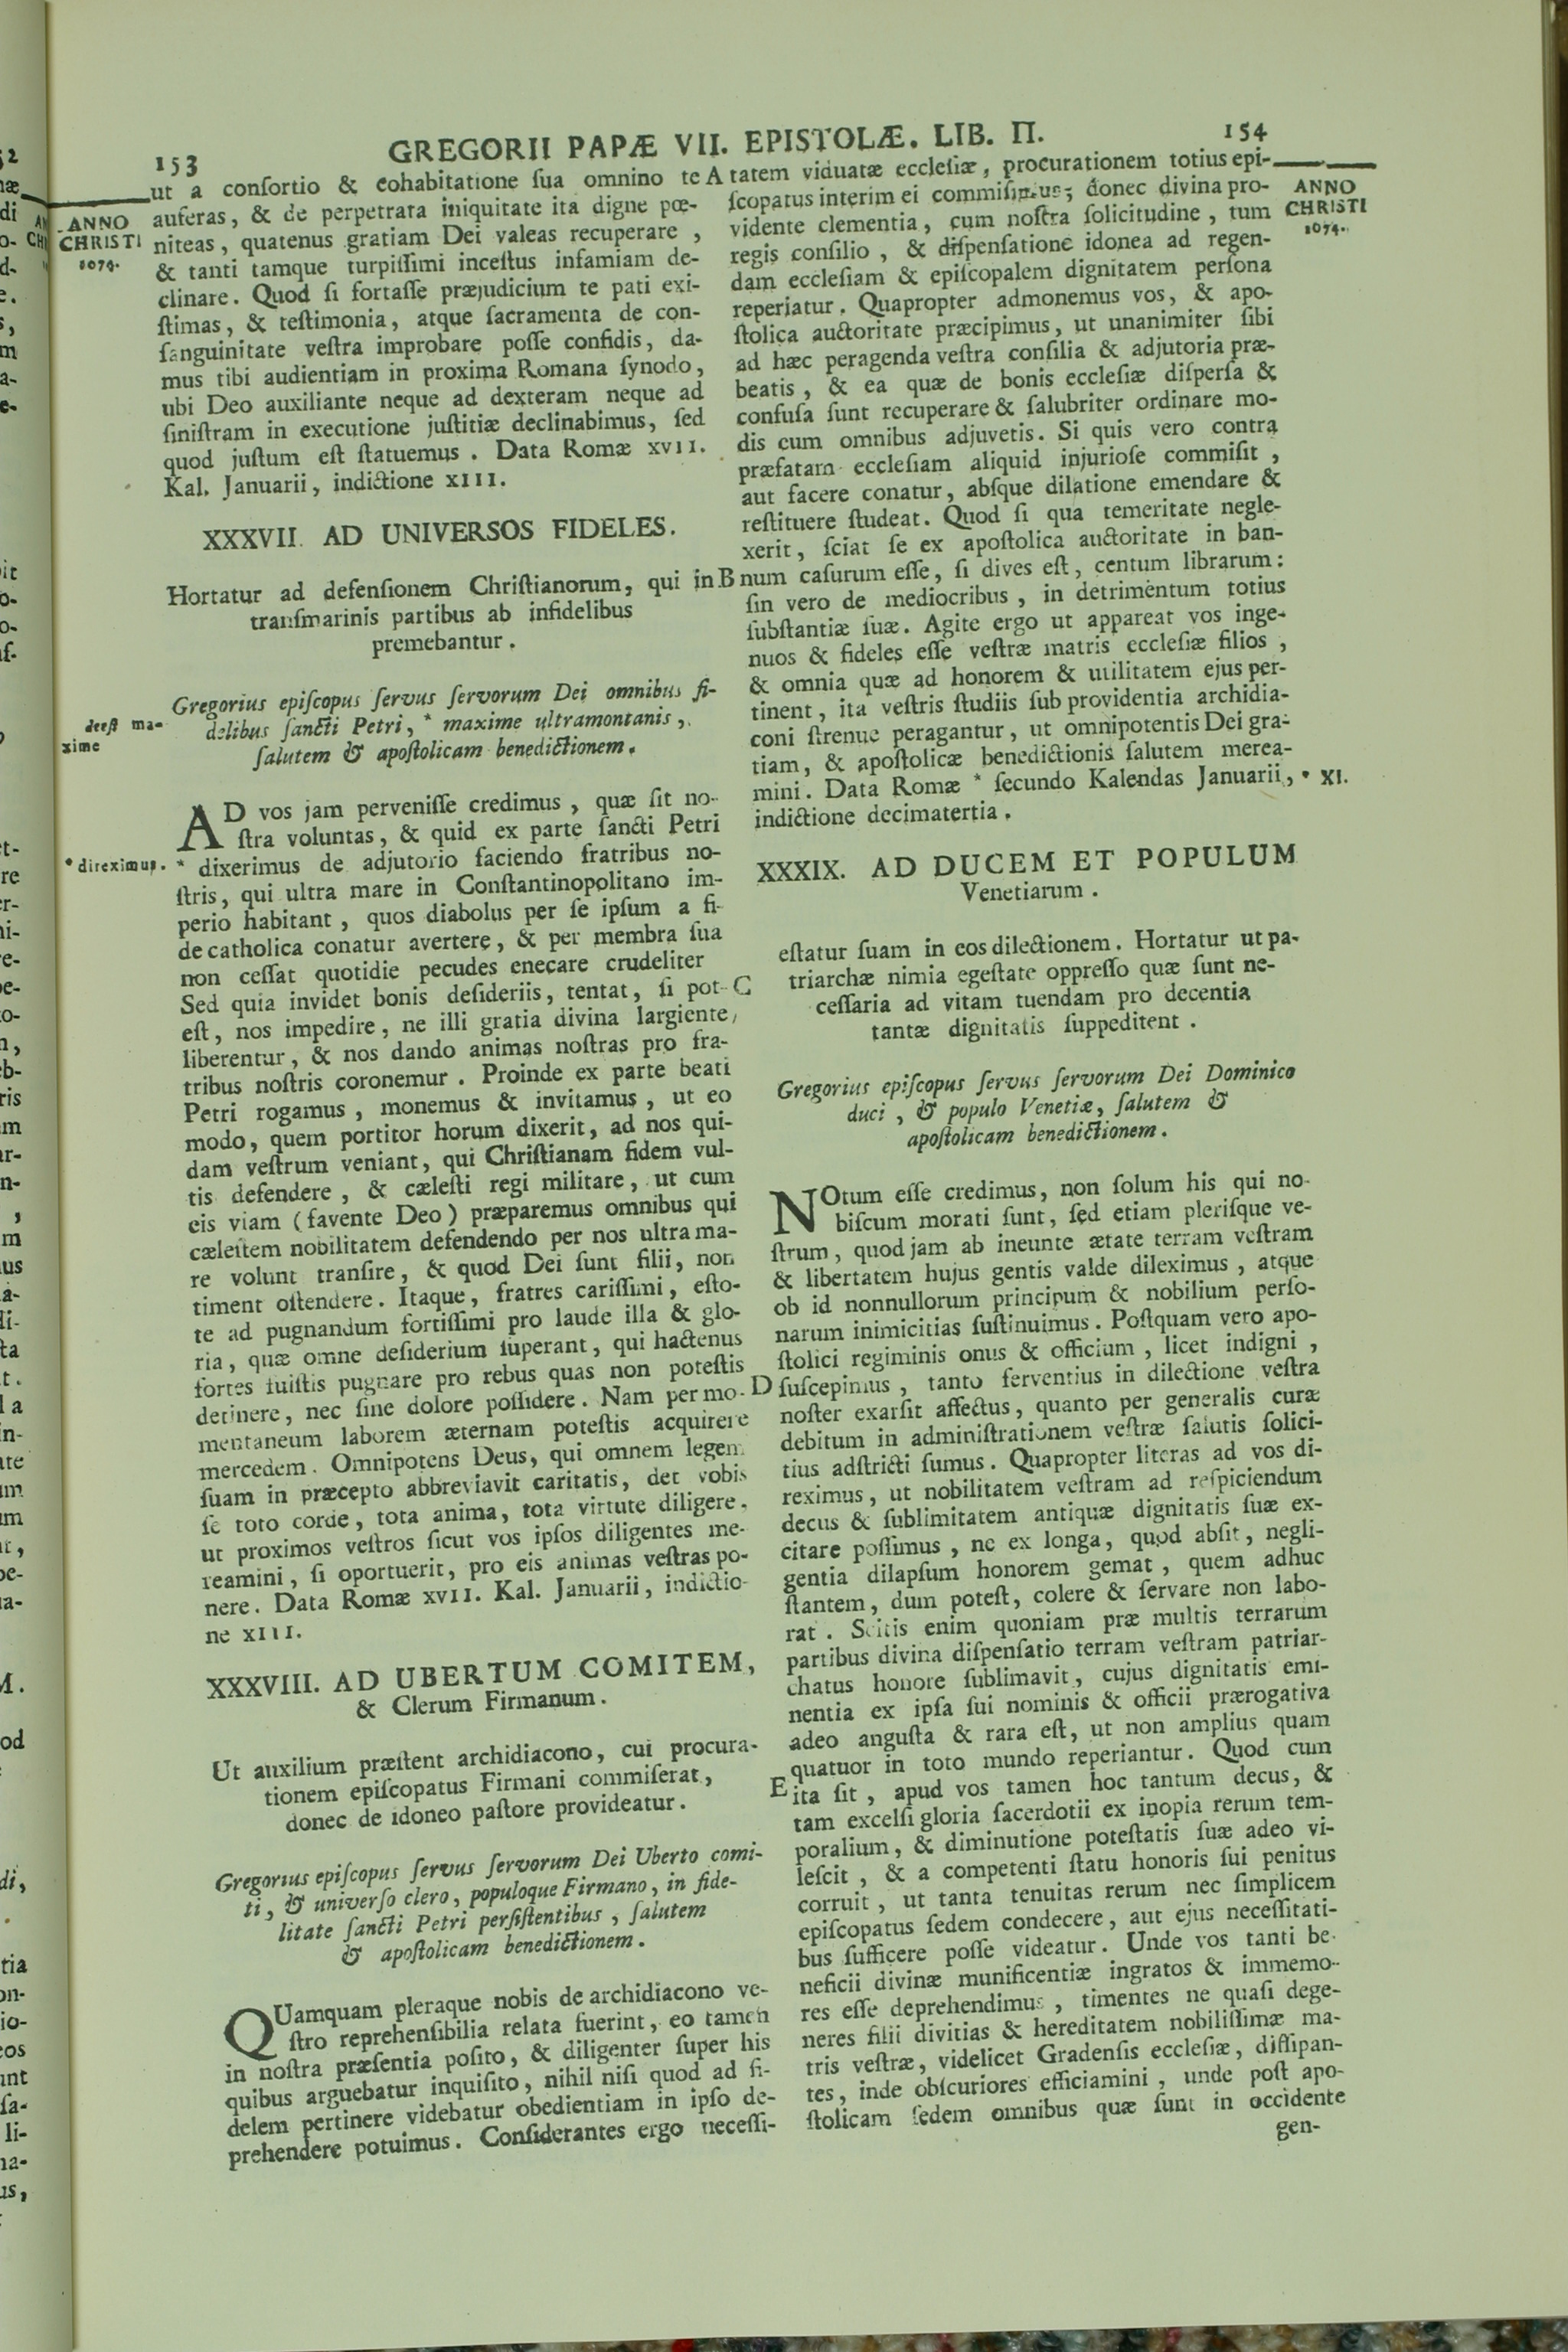 GREGORII PAPÆ VII. EPISTOLÆ. LIB. II.
153
ANNO
CHRISTI
1074.
ut a conſortio & cohabitatione ſua omnino te
auferas, & de perpetrata iniquitate ita digne pœ-
niteas, quatenus gratiam Dei valeas recuperare,
& tanti tamque turpiſſimi inceſtus infamiam de-
clinare. Quod ſi fortaſſe præjudicium te pati exi-
ſtimas, & teſtimonia, atque ſacramenta de con-
ſanguinitate veſtra improbare poſſe confidis, da-
mus tibi audientiam in proxima Romana ſynodo,
ubi Deo auxiliante neque ad dexteram neque ad
ſiniſtram in executione juſtitiæ declinabimus, ſed
quod juſtum eſt ſtatuemus. Data Romæ XVII.
Kal. Januarii, indictione XIII.
XXXVII. AD UNIVERSOS FIDELES.
Hortatur ad defenſionem Chriſtianorum, qui in
tranſmarinis partibus ab infidelibus
premebantur.
Gregorius epiſcopus ſervus ſervorum Dei omnibus fi-
delibus ſancti Petri, * maxime ultramontanis,
ſalutem & apoſtolicam benedictionem.
deeſt ma-
xime
AD vos jam perveniſſe credimus, quæ ſit no-
ſtra voluntas, & quid ex parte ſancti Petri
* direximus.
* dixerimus de adjutorio faciendo fratribus no-
ſtris, qui ultra mare in Conſtantinopolitano im-
perio habitant, quos diabolus per ſe ipſum a fi-
de catholica conatur avertere, & per membra ſua
non ceſſat quotidie pecudes enecare crudeliter
Sed quia invidet bonis deſideriis, tentat, ſi pot-
eſt, nos impedire, ne illi gratia divina largiente,
liberentur, & nos dando animas noſtras pro fra-
tribus noſtris coronemur. Proinde ex parte beati
Petri rogamus, monemus & invitamus, ut eo
modo, quem portitor horum dixerit, ad nos qui-
dam veſtrum veniant, qui Chriſtianam fidem vul-
tis defendere, & cæleſti regi militare, ut cum
eis viam (favente Deo) præparemus omnibus qui
cæleſtem nobilitatem defendendo per nos ultra ma-
re volunt tranſire, & quod Dei ſunt filii, non
timent oſtendere. Itaque, fratres cariſſimi, eſto-
te ad pugnandum fortiſſimi pro laude illa & glo-
ria, quæ omne deſiderium ſuperant, qui hactenus
fortes fuiſtis pugnare pro rebus quas non poteſtis
detinere, nec ſine dolore poſſidere. Nam per mo-
mentaneum laborem æternam poteſtis acquirere
mercedem. Omnipotens Deus, qui omnem legem
ſuam in præcepto abbreviavit caritatis, det vobis
ſe toto corde, tota anima, tota virtute diligere,
ut proximos veſtros ſicut vos ipſos diligentes me-
reamini, ſi oportuerit, pro eis animas veſtras po-
nere. Data Romæ XVII. Kal. Januarii, indictio-
ne XIII.
XXXVIII. AD UBERTUM COMITEM,
& Clerum Firmanum.
Ut auxilium præſtent archidiacono, cui procura-
tionem epiſcopatus Firmani commiſerat,
donec de idoneo paſtore provideatur.
Gregorius epiſcopus ſervus ſervorum Dei Uberto comi-
ti, & univerſo clero, populoque Firmano, in fide-
litate ſancti Petri perſiſtentibus, ſalutem
& apoſtolicam benedictionem.
QUamquam pleraque nobis de archidiacono ve-
ſtro reprehenſibilia relata fuerint, eo tamen
in noſtra præſentia poſito, & diligenter ſuper his
quibus arguebatur inquiſito, nihil niſi quod ad fi-
delem pertinere videbatur obedientiam in ipſo de-
prehendere potuimus. Conſiderantes ergo neceſſi-
154
ANNO
CHRISTI
1074.
A tatem viduatæ eccleſiæ, procurationem totius epi-
ſcopatus interim ei commiſimus; donec divina pro-
vidente clementia, cum noſtra ſolicitudine, tum
regis conſilio, & diſpenſatione idonea ad regen-
dam eccleſiam & epiſcopalem dignitatem perſona
reperiatur. Quapropter admonemus vos, & apo-
ſtolica auctoritate præcipimus, ut unanimiter ſibi
ad hæc peragenda veſtra conſilia & adjutoria præ-
beatis, & ea quæ de bonis eccleſiæ diſperſa &
confuſa ſunt recuperare & ſalubriter ordinare mo-
dis cum omnibus adjuvetis. Si quis vero contra
præfatam eccleſiam aliquid injurioſe commiſit,
aut facere conatur, abſque dilatione emendare &
reſtituere ſtudeat. Quod ſi qua temeritate negle-
xerit, ſciat ſe ex apoſtolica auctoritate in ban-
B num caſurum eſſe, ſi dives eſt, centum librarum:
ſin vero de mediocribus, in detrimentum totius
ſubſtantiæ ſuæ. Agite ergo ut appareat vos inge-
nuos & fideles eſſe veſtræ matris eccleſiæ filios,
& omnia quæ ad honorem & utilitatem ejus per-
tinent, ita veſtris ſtudiis ſub providentia archidia-
coni ſtrenue peragantur, ut omnipotentis Dei gra-
tiam, & apoſtolicæ benedictionis ſalutem merea-
mini. Data Romæ * ſecundo Kalendas Januarii,
* XI.
indictione decimatertia.
XXXIX. AD DUCEM ET POPULUM
Venetiarum.
eſtatur ſuam in eos dilectionem. Hortatur ut pa-
triarchæ nimia egeſtate oppreſſo quæ ſunt ne-
C
ceſſaria ad vitam tuendam pro decentia
tantæ dignitatis ſuppeditent.
Gregorius epiſcopus ſervus ſervorum Dei Dominico
duci, & populo Venetiæ, ſalutem &
apoſtolicam benedictionem.
NOtum eſſe credimus, non ſolum his qui no-
biſcum morati ſunt, ſed etiam pleriſque ve-
ſtrum, quod jam ab ineunte ætate terram veſtram
& libertatem hujus gentis valde dileximus, atque
ob id nonnullorum principum & nobilium perſo-
narum inimicitias ſuſtinuimus. Poſtquam vero apo-
ſtolici regiminis onus & officium, licet indigni,
D ſuſcepimus, tanto ferventius in dilectione veſtra
noſter exarſit affectus, quanto per generalis curæ
debitum in adminiſtrationem veſtræ ſalutis ſolici-
tius adſtricti ſumus. Quapropter literas ad vos di-
reximus, ut nobilitatem veſtram ad reſpiciendum
decus & ſublimitatem antiquæ dignitatis ſuæ ex-
citare poſſimus, ne ex longa, quod abſit, negli-
gentia dilapſum honorem gemat, quem adhuc
ſtantem, dum poteſt, colere & ſervare non labo-
rat. Scitis enim quoniam præ multis terrarum
partibus divina diſpenſatio terram veſtram patriar-
chatus honore ſublimavit, cujus dignitatis emi-
nentia ex ipſa ſui nominis & officii prærogativa
adeo anguſta & rara eſt, ut non amplius quam
quatuor in toto mundo reperiantur. Quod cum
E ita ſit, apud vos tamen hoc tantum decus, &
tam excelſi gloria ſacerdotii ex inopia rerum tem-
poralium, & diminutione poteſtatis ſuæ adeo vi-
leſcit, & a competenti ſtatu honoris ſui penitus
corruit, ut tanta tenuitas rerum nec ſimplicem
epiſcopatus ſedem condecere, aut ejus neceſſitati-
bus ſufficere poſſe videatur. Unde vos tanti be-
neficii divinæ munificentiæ ingratos & immemo-
res eſſe deprehendimus, timentes ne quaſi dege-
neres filii divitias & hereditatem nobiliſſimæ ma-
tris veſtræ, videlicet Gradenſis eccleſiæ, diſſipan-
tes, inde obſcuriores efficiamini, unde poſt apo-
ſtolicam ſedem omnibus quæ ſunt in occidente
gen-